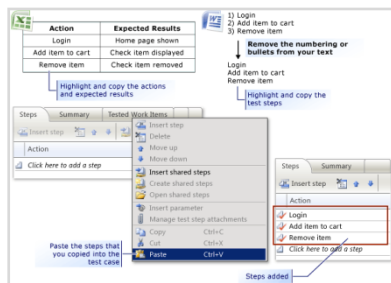 Action Expected Results
Login Home page shown
Add item to cart Check item displayed
Remove item Check item removed
Highlight and copy the actions
and expected results
1) Login
2) Add item to cart
3) Remove item
Remove the numbering or
bullets from your text
Login
Add item to cart
Remove item
Highlight and copy the
test steps
Steps Summary Tested Work Items
Insert step
Action
Click here to add a step
Insert step
Delete
Move up
Move down
Insert shared steps
Create shared steps
Open shared steps
Insert parameter
Manage test step attachments
Copy Ctrl+C
Cut Ctrl+X
Paste Ctrl+V
Paste the steps that
you copied into the
test case
Steps Summary
Insert step
Action
Login
Add item to cart
Remove item
Click here to add a step
Steps added